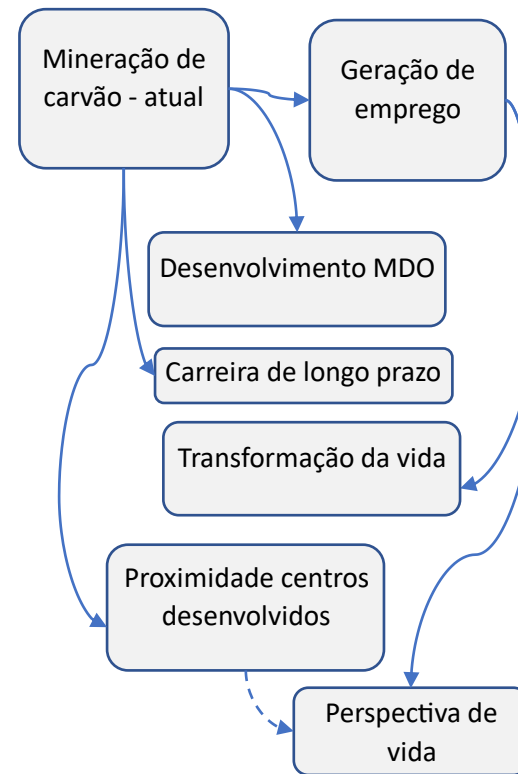 Mineração de
carvão - atual
Geração de
emprego
Desenvolvimento MDO
Carreira de longo prazo
Transformação da vida
Proximidade centros
desenvolvidos
Perspectiva de
vida